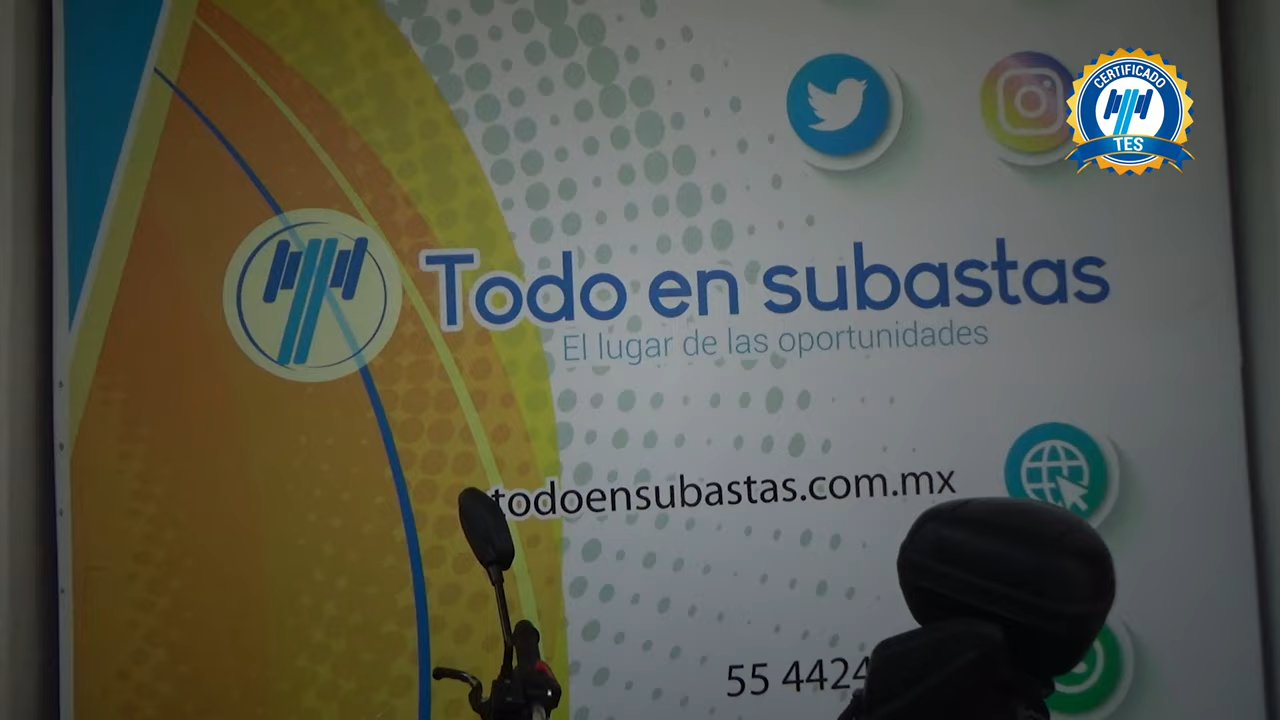 CERTIFICADO
TES
Todo en subastas
El lugar de las oportunidades
todoensubastas.com.mx
55 4424